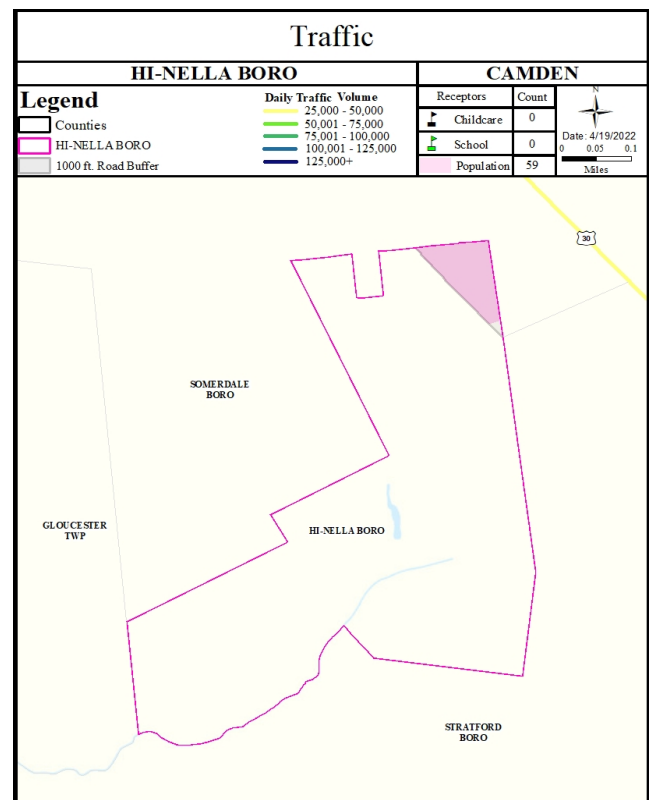 Traffic
HI-NELLA BORO
CAMDEN
Legend
Counties
HI-NELLA BORO
1000 ft. Road Buffer
Daily Traffic Volume
25,000 - 50,000
50,001 - 75,000
75,001 - 100,000
100,001 - 125,000
125,000+
Receptors Count
Childcare 0
School 0
Population 59
N
Date: 4/19/2022
0 0.05 0.1
Miles
30
SOMERDALE
BORO
GLOUCESTER
TWP
HI-NELLA BORO
STRATFORD
BORO